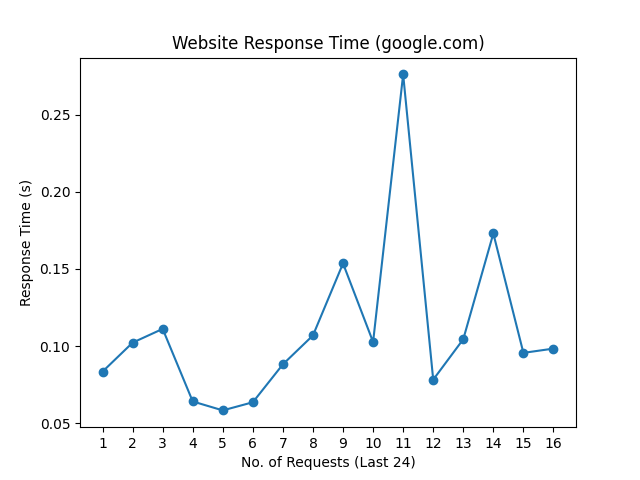 Website Response Time (google.com)
Response Time (s)
0.25
0.20
0.15
0.10
0.05
1 2 3 4 5 6 7 8 9 10 11 12 13 14 15 16
No. of Requests (Last 24)